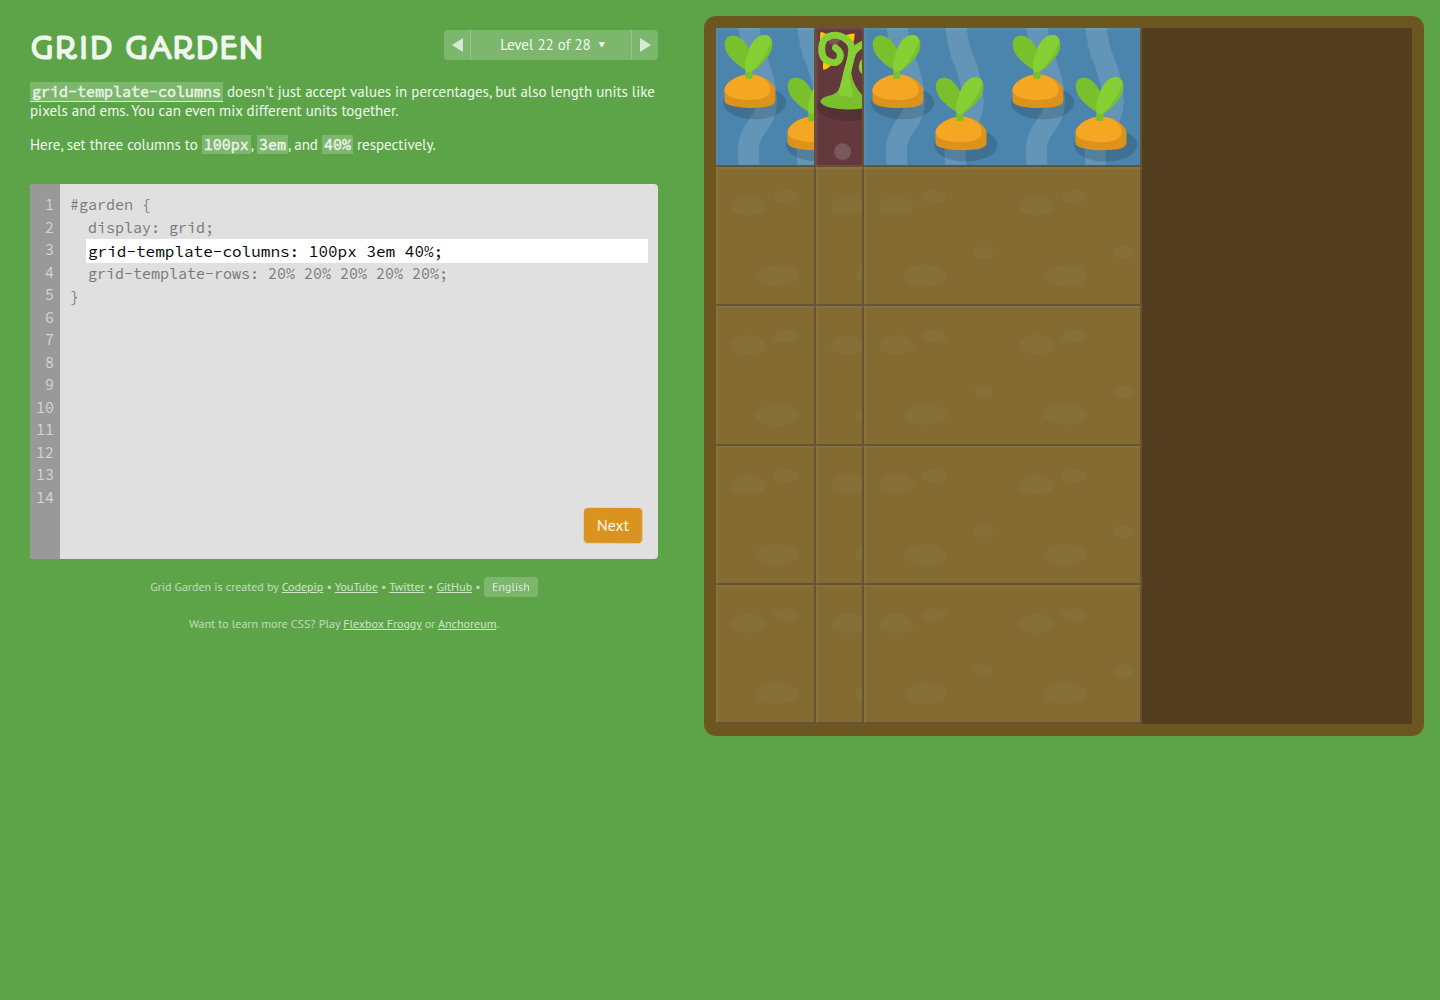 GRID GARDEN
Level 22 of 28 ▼
grid-template-columns doesn't just accept values in percentages, but also length units like
pixels and ems. You can even mix different units together.
Here, set three columns to 100px, 3em, and 40% respectively.
1 #garden {
2 display: grid;
3 grid-template-columns: 100px 3em 40%;
4 grid-template-rows: 20% 20% 20% 20% 20%;
5 }
6
7
8
9
10
11
12
13
14
Next
Grid Garden is created by Codepip • YouTube • Twitter • GitHub • English
Want to learn more CSS? Play Flexbox Froggy or Anchoreum.